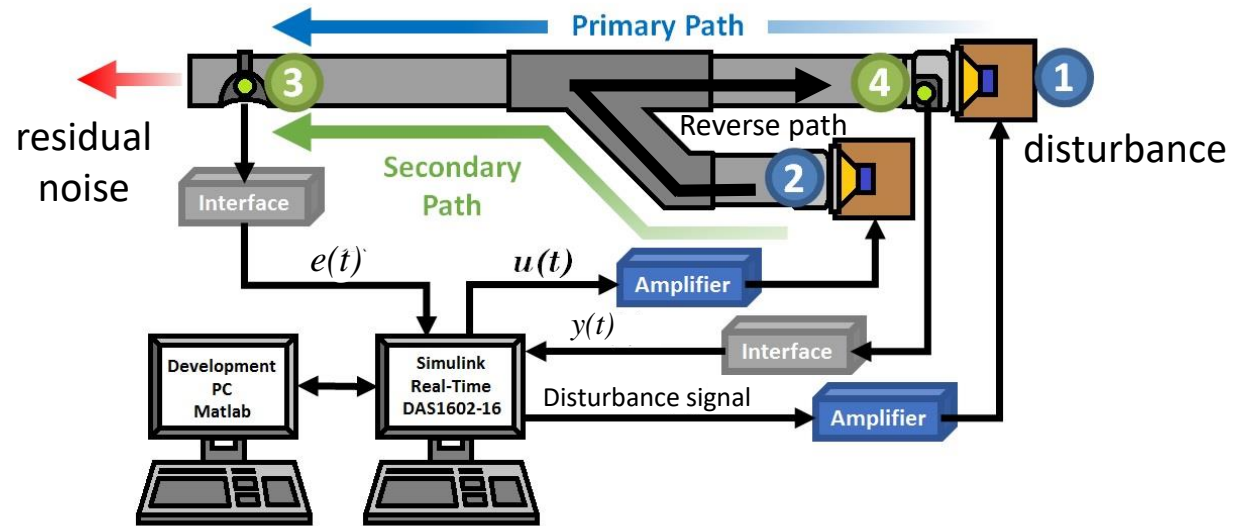 Primary Path
3
4
1
residual
noise
Reverse path
disturbance
Secondary
Path
2
Interface
e(t)
u(t)
Amplifier
y(t)
Interface
Development
PC
Matlab
Simulink
Real-Time
DAS1602-16
Disturbance signal
Amplifier